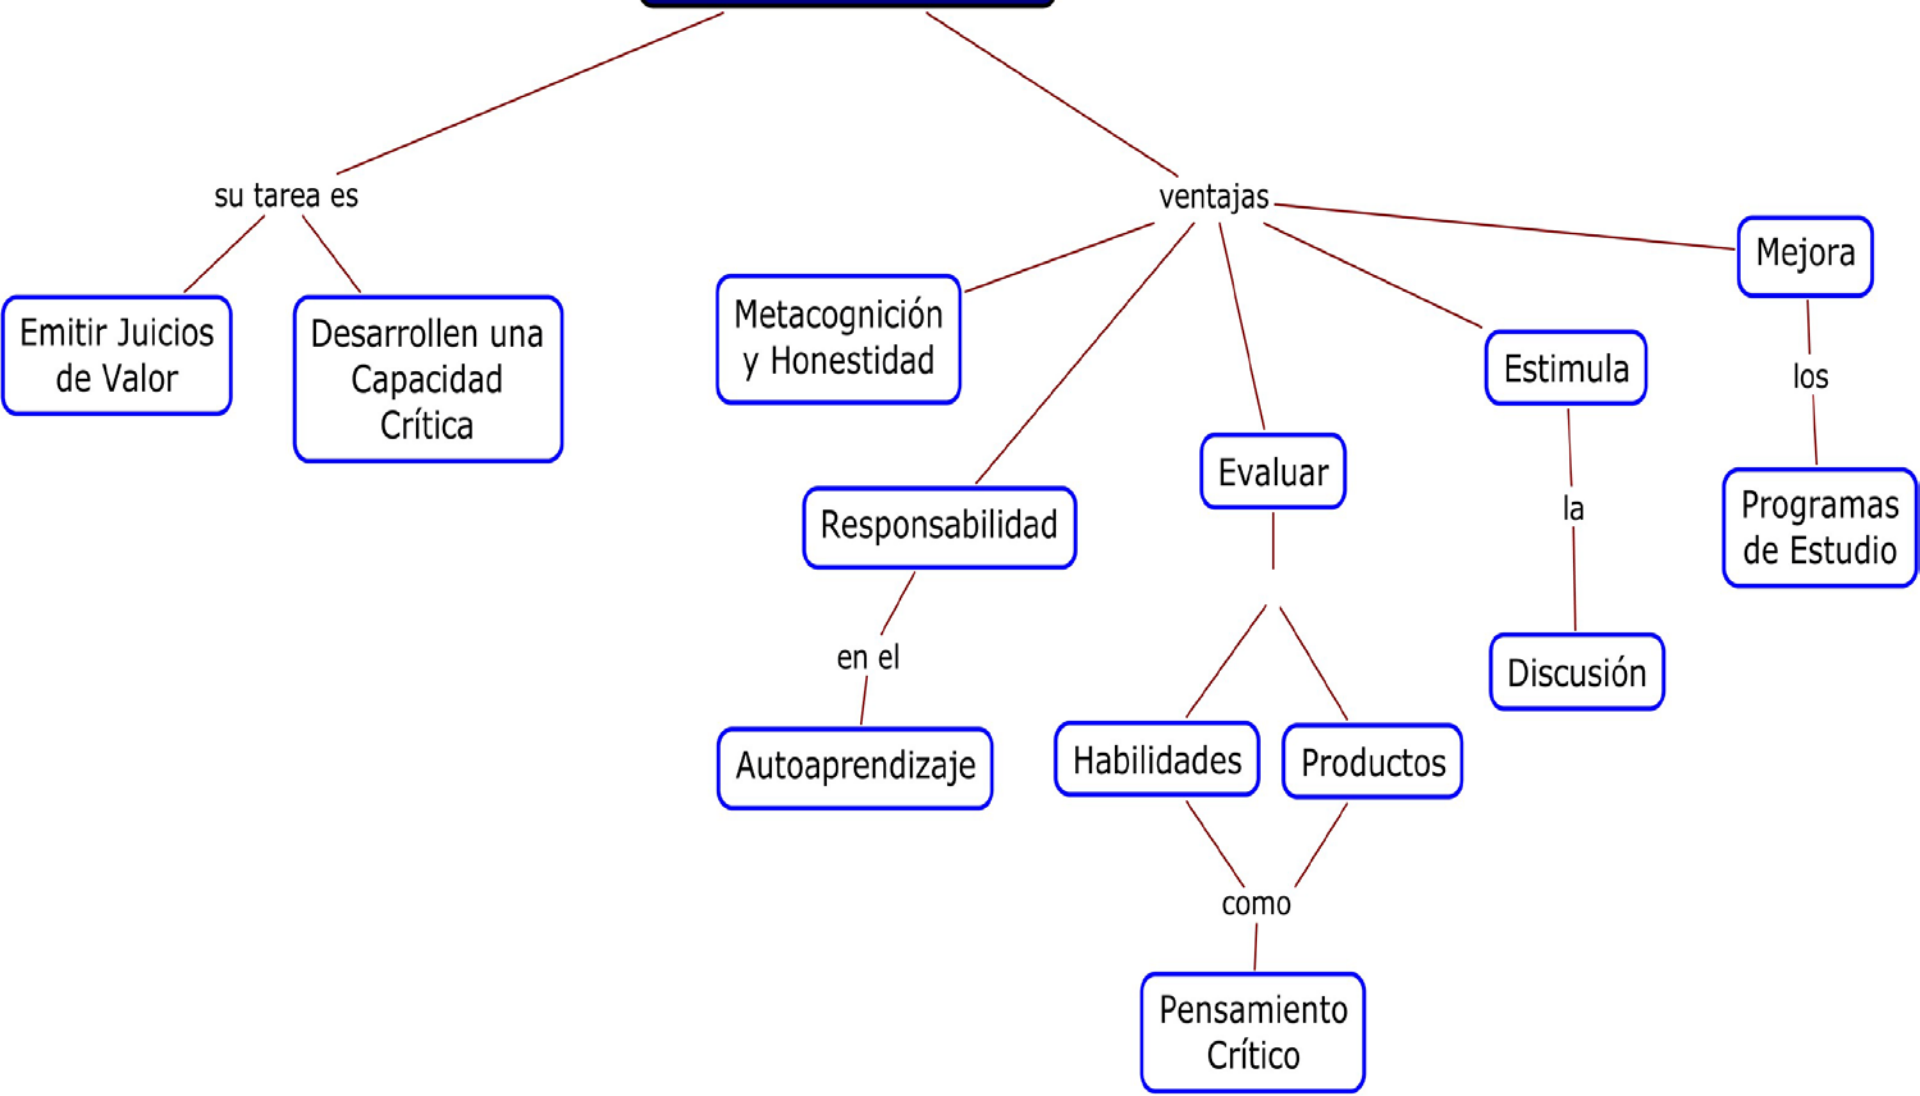 su tarea es
ventajas
Emitir Juicios
de Valor
Desarrollen una
Capacidad
Crítica
Metacognición
y Honestidad
Responsabilidad
en el
Autoaprendizaje
Evaluar
Habilidades
Productos
como
Pensamiento
Crítico
Estimula
la
Discusión
Mejora
los
Programas
de Estudio